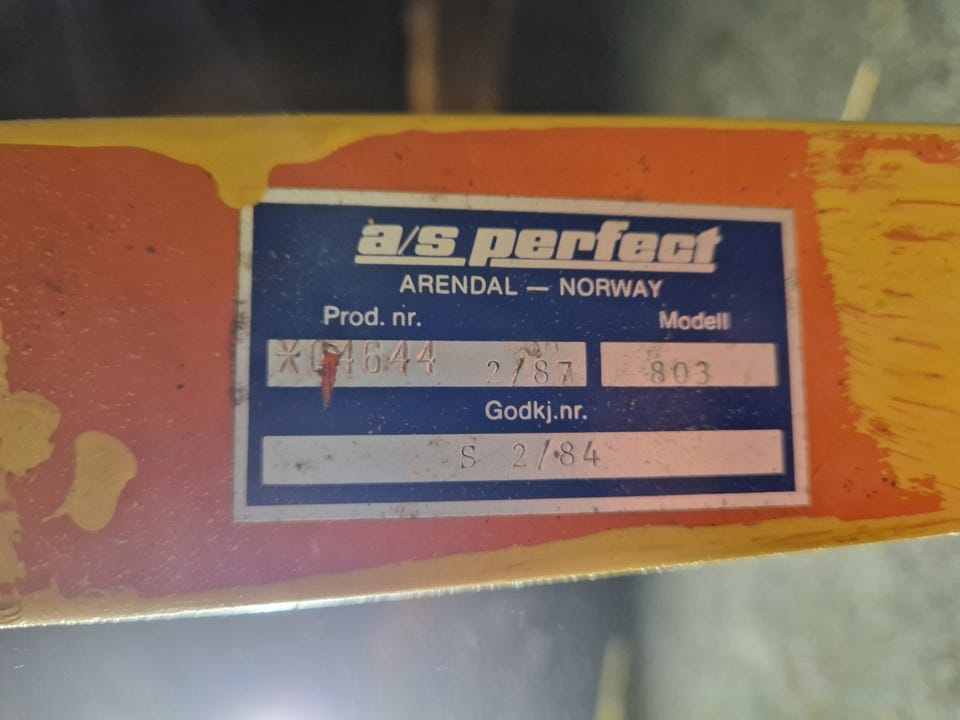 a/s perfect
ARENDAL — NORWAY
Prod. nr. Modell
2/87 803
Godkj.nr.
S 2/84